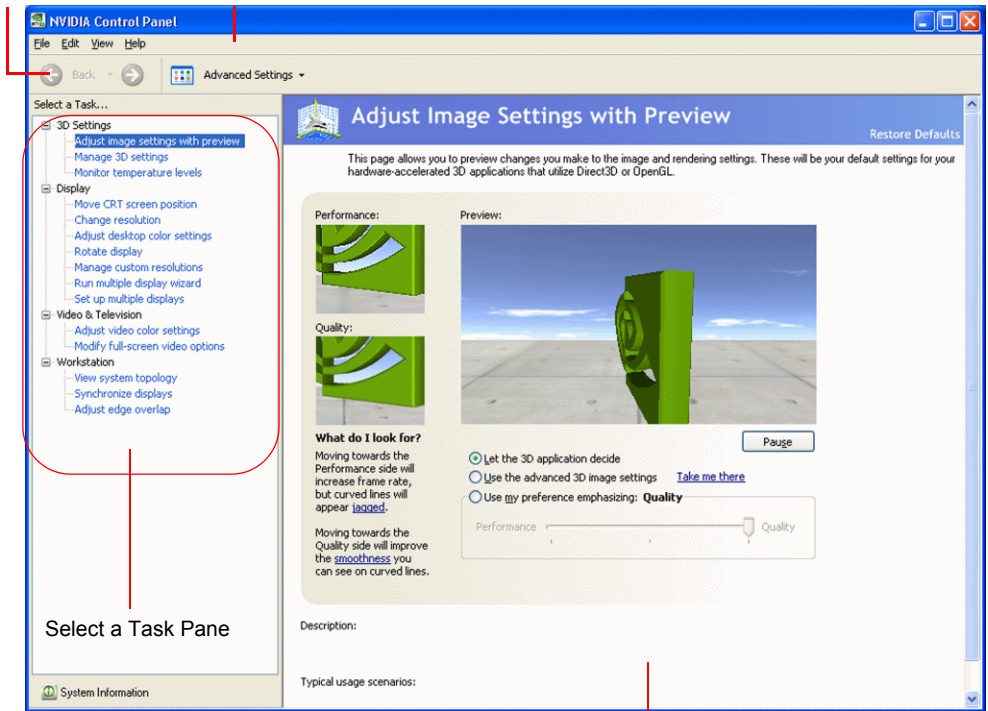 NVIDIA Control Panel
File Edit View Help
Back Advanced Settings
Select a Task...
3D Settings
Adjust image settings with preview
Manage 3D settings
Monitor temperature levels
Display
Move CRT screen position
Change resolution
Adjust desktop color settings
Rotate display
Manage custom resolutions
Run multiple display wizard
Set up multiple displays
Video & Television
Adjust video color settings
Modify full-screen video options
Workstation
View system topology
Synchronize displays
Adjust edge overlap
Select a Task Pane
System Information
Adjust Image Settings with Preview
Restore Defaults
This page allows you to preview changes you make to the image and rendering settings. These will be your default settings for your
hardware-accelerated 3D applications that utilize Direct3D or OpenGL.
Performance:
Quality:
What do I look for?
Moving towards the
Performance side will
increase frame rate,
but curved lines will
appear jagged.
Moving towards the
Quality side will improve
the smoothness you
can see on curved lines.
Preview:
Pause
Let the 3D application decide
Use the advanced 3D image settings Take me there
Use my preference emphasizing: Quality
Performance Quality
Description:
Typical usage scenarios: